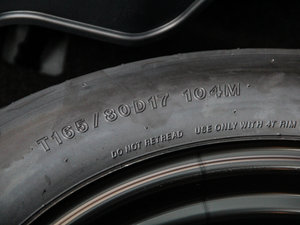 T165/80D17 104M
DO NOT RETREAD USE ONLY WITH 4T RIM